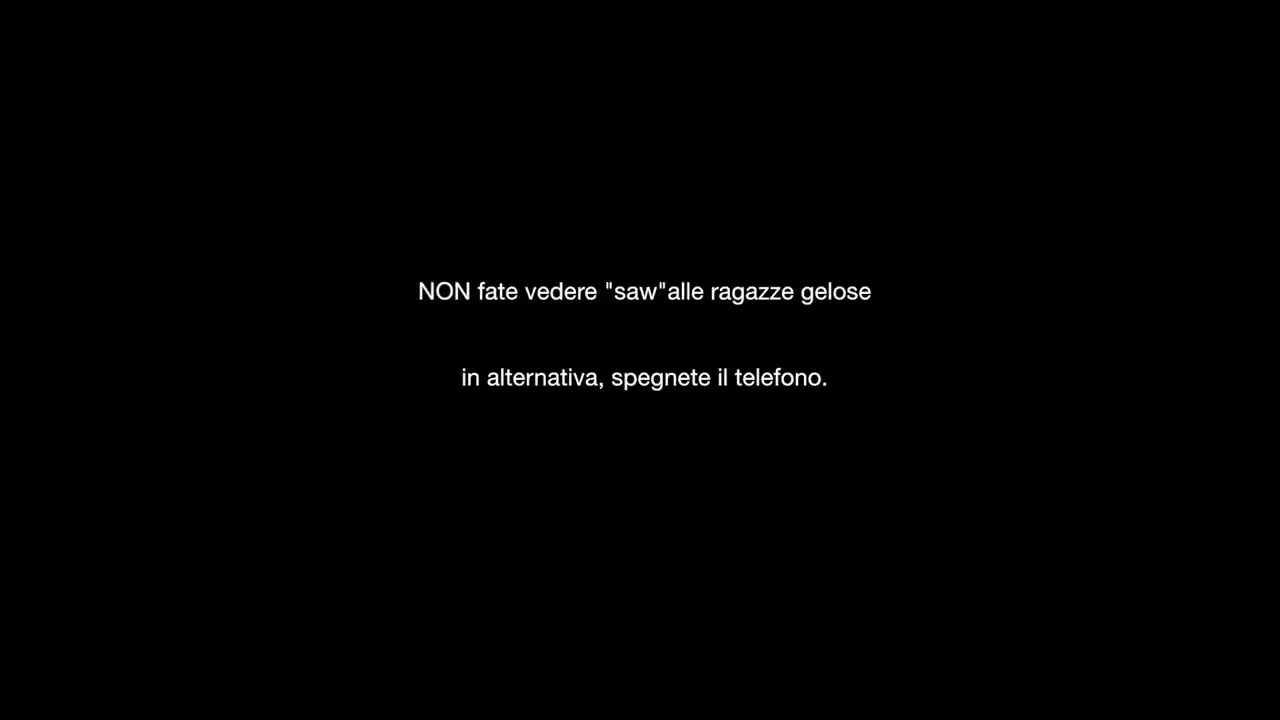 NON fate vedere "saw"alle ragazze gelose
in alternativa, spegnete il telefono.